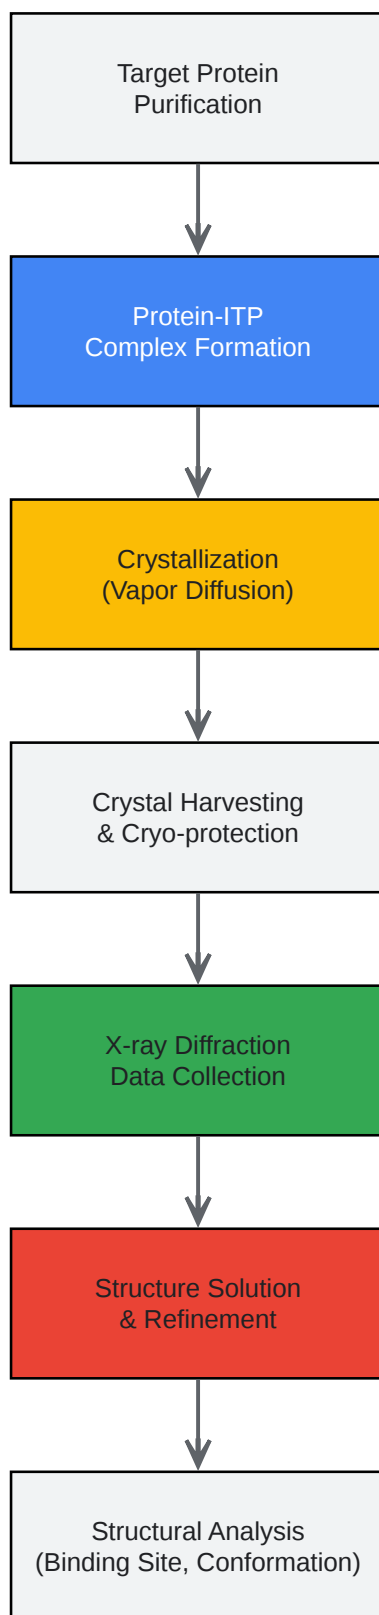 Target Protein
Purification
Protein-ITP
Complex Formation
Crystallization
(Vapor Diffusion)
Crystal Harvesting
& Cryo-protection
X-ray Diffraction
Data Collection
Structure Solution
& Refinement
Structural Analysis
(Binding Site, Conformation)